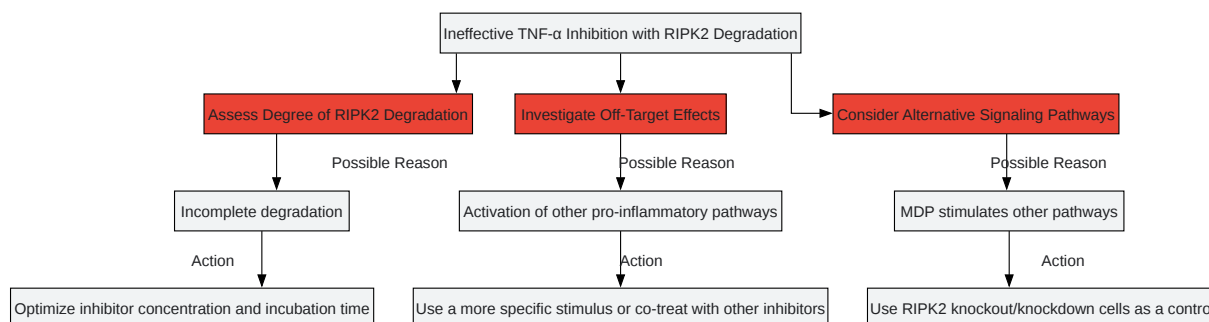 Ineffective TNF-α Inhibition with RIPK2 Degradation
Assess Degree of RIPK2 Degradation
Investigate Off-Target Effects
Consider Alternative Signaling Pathways
Possible Reason
Possible Reason
Possible Reason
Incomplete degradation
Activation of other pro-inflammatory pathways
MDP stimulates other pathways
Action
Action
Action
Optimize inhibitor concentration and incubation time
Use a more specific stimulus or co-treat with other inhibitors
Use RIPK2 knockout/knockdown cells as a contro